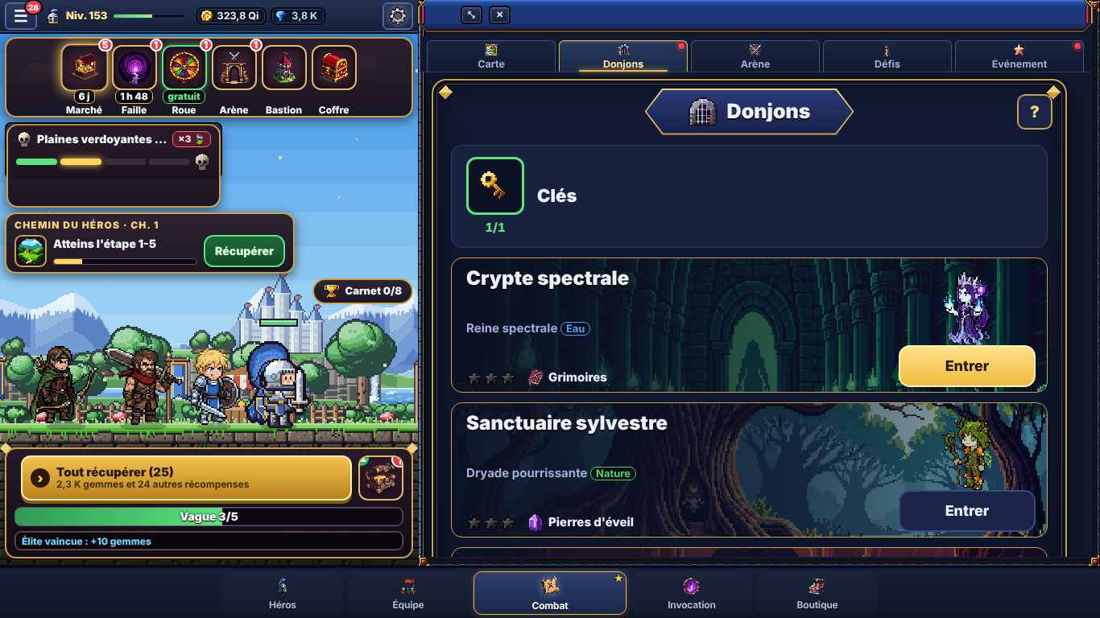 28
Niv. 153
323,8 Qi
3,8 K
5
1
1
1
6 j
1 h 48
gratuit
Marché
Faille
Roue
Arène
Bastion
Coffre
Plaines verdoyantes ...
×3
CHEMIN DU HÉROS · CH. 1
Atteins l'étape 1-5
Récupérer
Carnet 0/8
Tout récupérer (25)
2,3 K gemmes et 24 autres récompenses
Vague 3/5
Élite vaincue : +10 gemmes
Carte
Donjons
Arène
Défis
Evénement
Donjons
?
Clés
1/1
Crypte spectrale
Reine spectrale Eau
Grimoires
Entrer
Sanctuaire sylvestre
Dryade pourrissante Nature
Pierres d'éveil
Entrer
Héros
Équipe
Combat
Invocation
Boutique